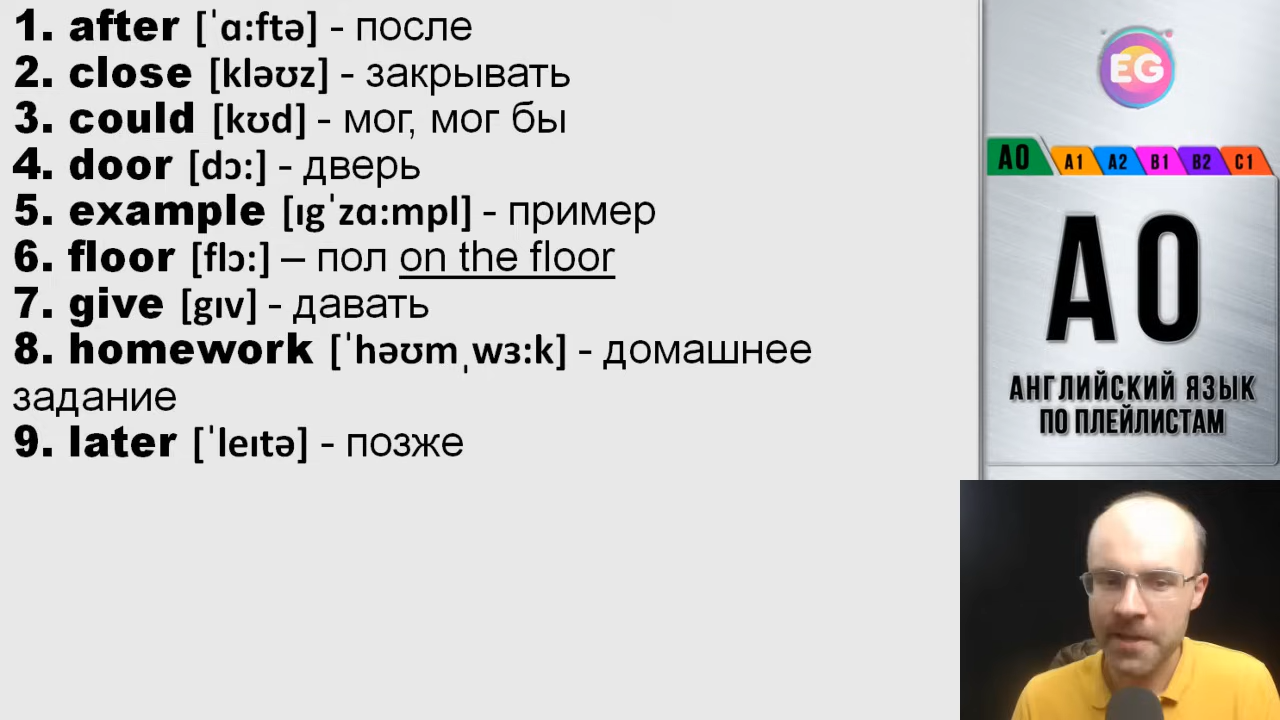 1. after [ˈɑ:ftə] - после
2. close [kləʊz] - закрывать
3. could [kʊd] - мог, мог бы
4. door [dɔ:] - дверь
5. example [ɪgˈzɑ:mpl] - пример
6. floor [flɔ:] – пол on the floor
7. give [gɪv] - давать
8. homework [ˈhəʊmˌwɜ:k] - домашнее
задание
9. later [ˈleɪtə] - позже
EG
A0 A1 A2 B1 B2 C1
A0
АНГЛИЙСКИЙ ЯЗЫК
ПО ПЛЕЙЛИСТАМ